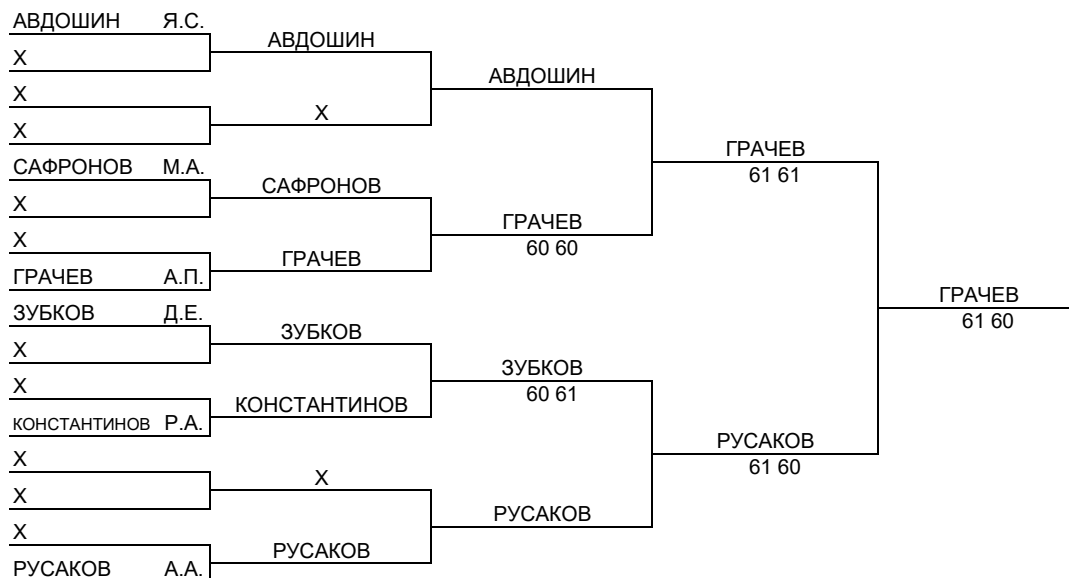 АВДОШИН Я.С.
Х
Х
Х
САФРОНОВ М.А.
Х
Х
ГРАЧЕВ А.П.
ЗУБКОВ Д.Е.
Х
Х
КОНСТАНТИНОВ Р.А.
Х
Х
Х
РУСАКОВ А.А.
АВДОШИН
Х
САФРОНОВ
ГРАЧЕВ
ЗУБКОВ
КОНСТАНТИНОВ
Х
РУСАКОВ
АВДОШИН
ГРАЧЕВ
60 60
ЗУБКОВ
60 61
РУСАКОВ
ГРАЧЕВ
61 61
РУСАКОВ
61 60
ГРАЧЕВ
61 60